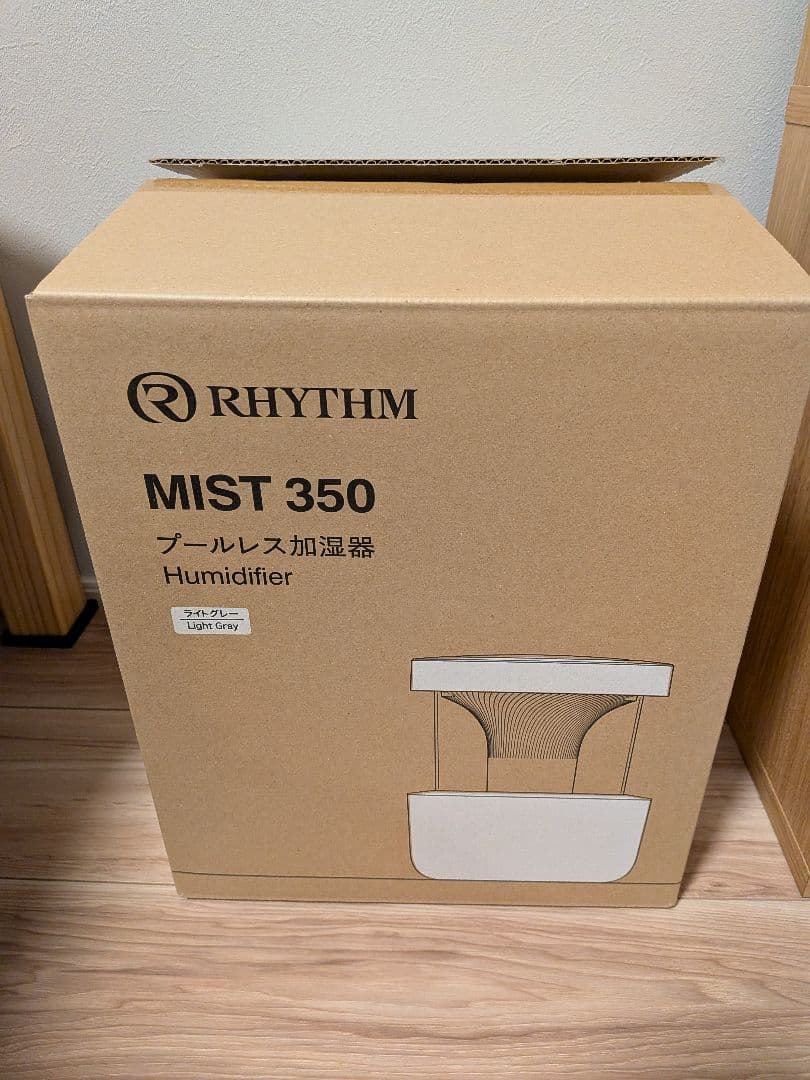 RHYTHM
MIST 350
プールレス加湿器
Humidifier
ライトグレー
Light Gray